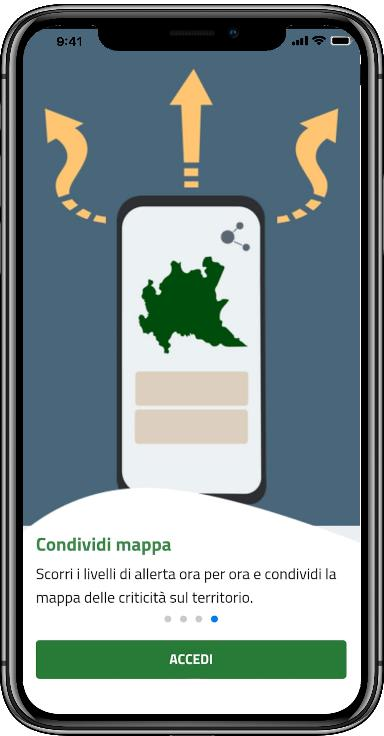 9:41
Condividi mappa
Scorri i livelli di allerta ora per ora e condividi la
mappa delle criticità sul territorio.
ACCEDI